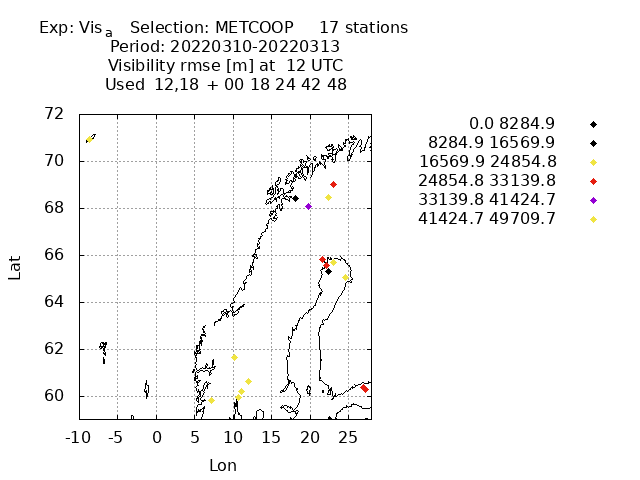 Exp: Vis a   Selection: METCOOP     17 stations
Period: 20220310-20220313
Visibility rmse [m] at  12 UTC
Used  12,18  + 00 18 24 42 48
0.0 8284.9
8284.9 16569.9
16569.9 24854.8
24854.8 33139.8
33139.8 41424.7
41424.7 49709.7
72
70
68
66
64
62
60
Lat
-10 -5 0 5 10 15 20 25
Lon